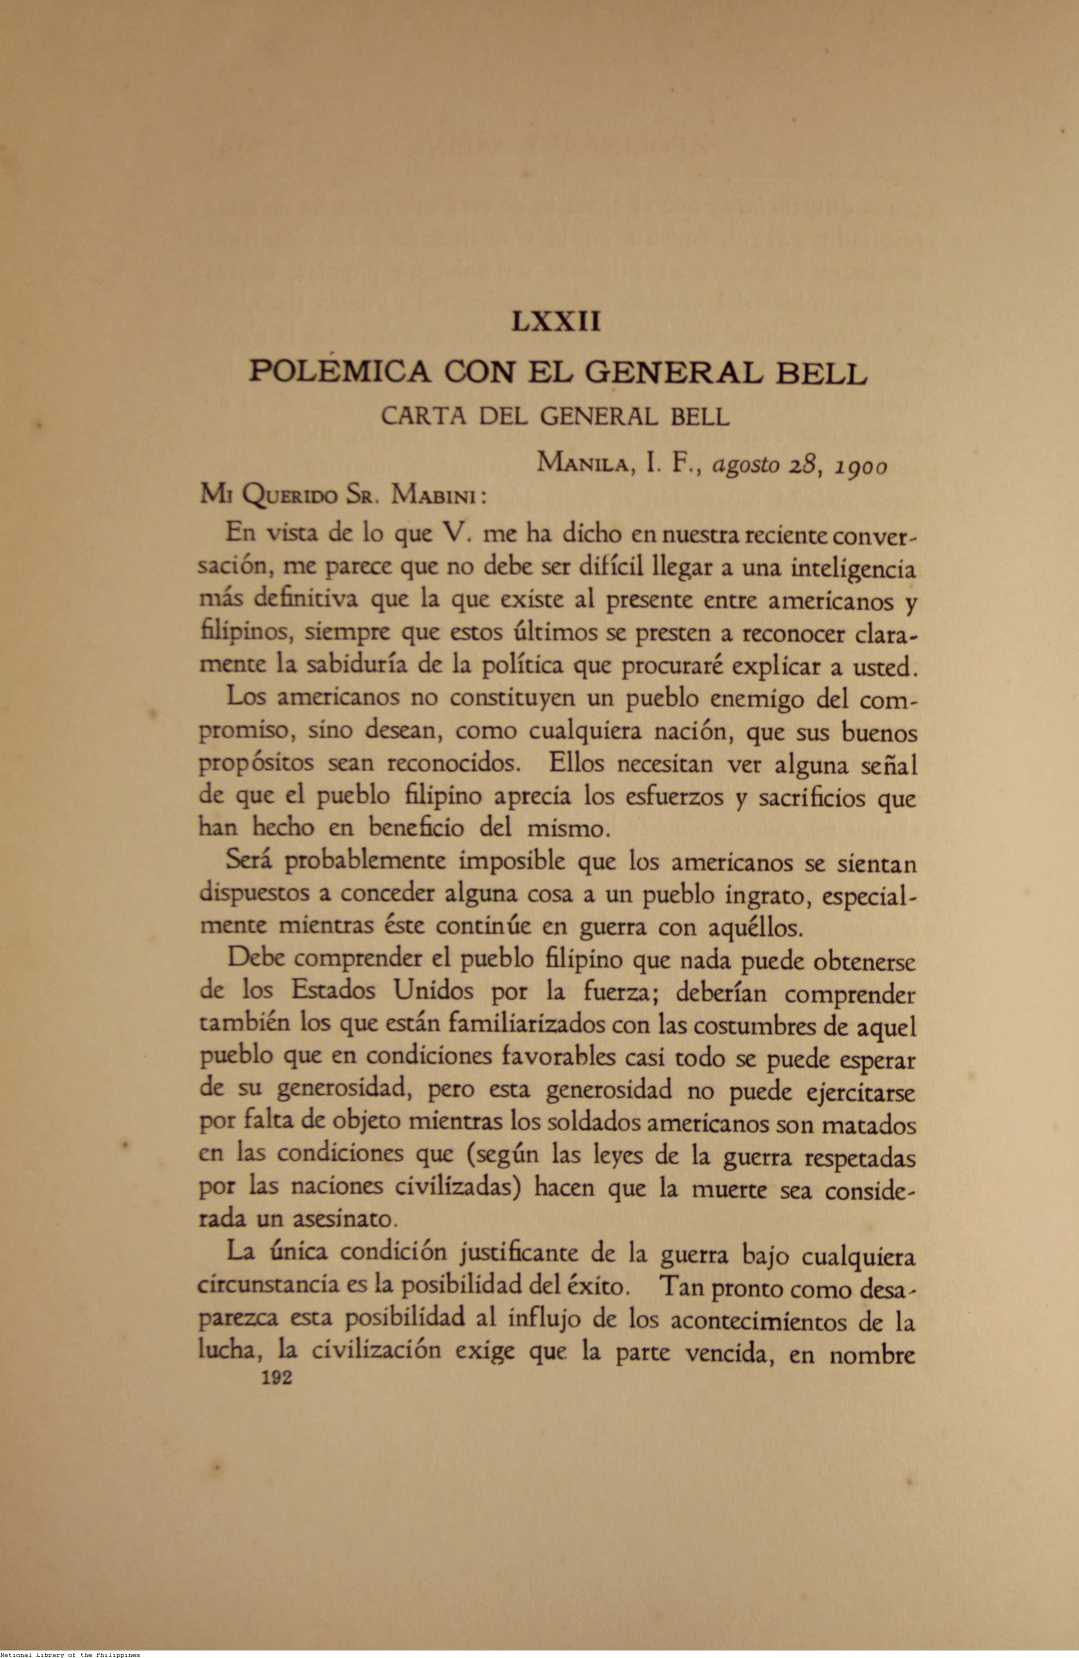 LXXII
POLÉMICA CON EL GENERAL BELL
CARTA DEL GENERAL BELL
Manila, I. F., agosto 28, 1900
Mi Querido Sr. Mabini:
En vista de lo que V. me ha dicho en nuestra reciente conver-
sación, me parece que no debe ser difícil llegar a una inteligencia
más definitiva que la que existe al presente entre americanos y
filipinos, siempre que estos últimos se presten a reconocer clara-
mente la sabiduría de la política que procuraré explicar a usted.
Los americanos no constituyen un pueblo enemigo del com-
promiso, sino desean, como cualquiera nación, que sus buenos
propósitos sean reconocidos. Ellos necesitan ver alguna señal
de que el pueblo filipino aprecia los esfuerzos y sacrificios que
han hecho en beneficio del mismo.
Será probablemente imposible que los americanos se sientan
dispuestos a conceder alguna cosa a un pueblo ingrato, especial-
mente mientras éste continúe en guerra con aquéllos.
Debe comprender el pueblo filipino que nada puede obtenerse
de los Estados Unidos por la fuerza; deberían comprender
también los que están familiarizados con las costumbres de aquel
pueblo que en condiciones favorables casi todo se puede esperar
de su generosidad, pero esta generosidad no puede ejercitarse
por falta de objeto mientras los soldados americanos son matados
en las condiciones que (según las leyes de la guerra respetadas
por las naciones civilizadas) hacen que la muerte sea conside-
rada un asesinato.
La única condición justificante de la guerra bajo cualquiera
circunstancia es la posibilidad del éxito. Tan pronto como desa-
parezca esta posibilidad al influjo de los acontecimientos de la
lucha, la civilización exige que la parte vencida, en nombre
192
National Library of the Philippines